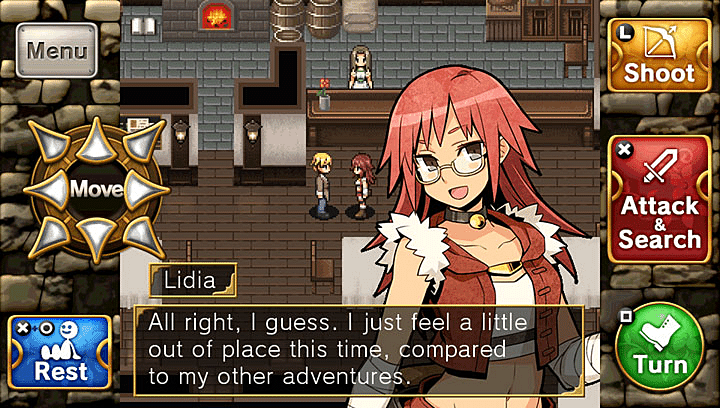 Menu
L
Shoot
Move
×
Attack
&
Search
Lidia
All right, I guess. I just feel a little
out of place this time, compared
to my other adventures.
×+○
Rest
□
Turn